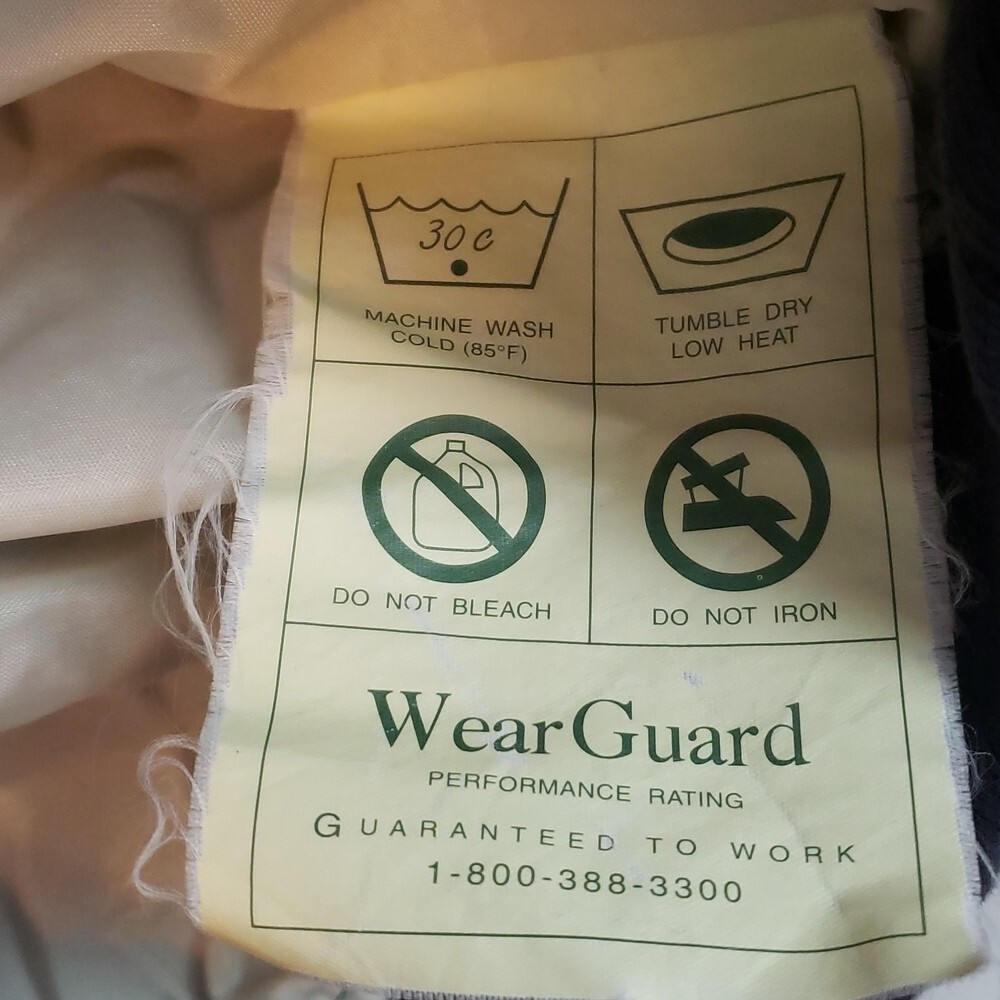 30 c
MACHINE WASH
COLD (85°F)
TUMBLE DRY
LOW HEAT
DO NOT BLEACH
DO NOT IRON
WearGuard
PERFORMANCE RATING
GUARANTEED TO WORK
1-800-388-3300